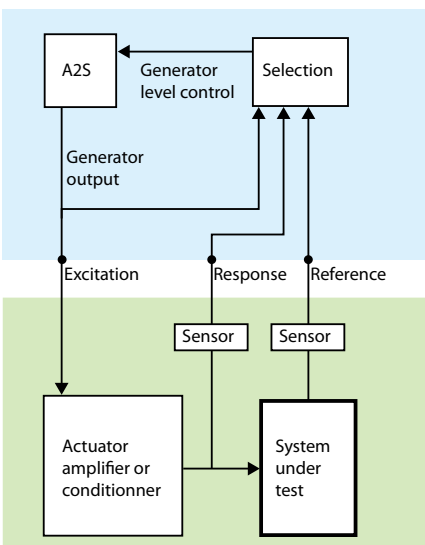 A2S
Generator
level control
Selection
Generator
output
Excitation
Response
Reference
Sensor
Sensor
Actuator
amplifier or
conditionner
System
under
test